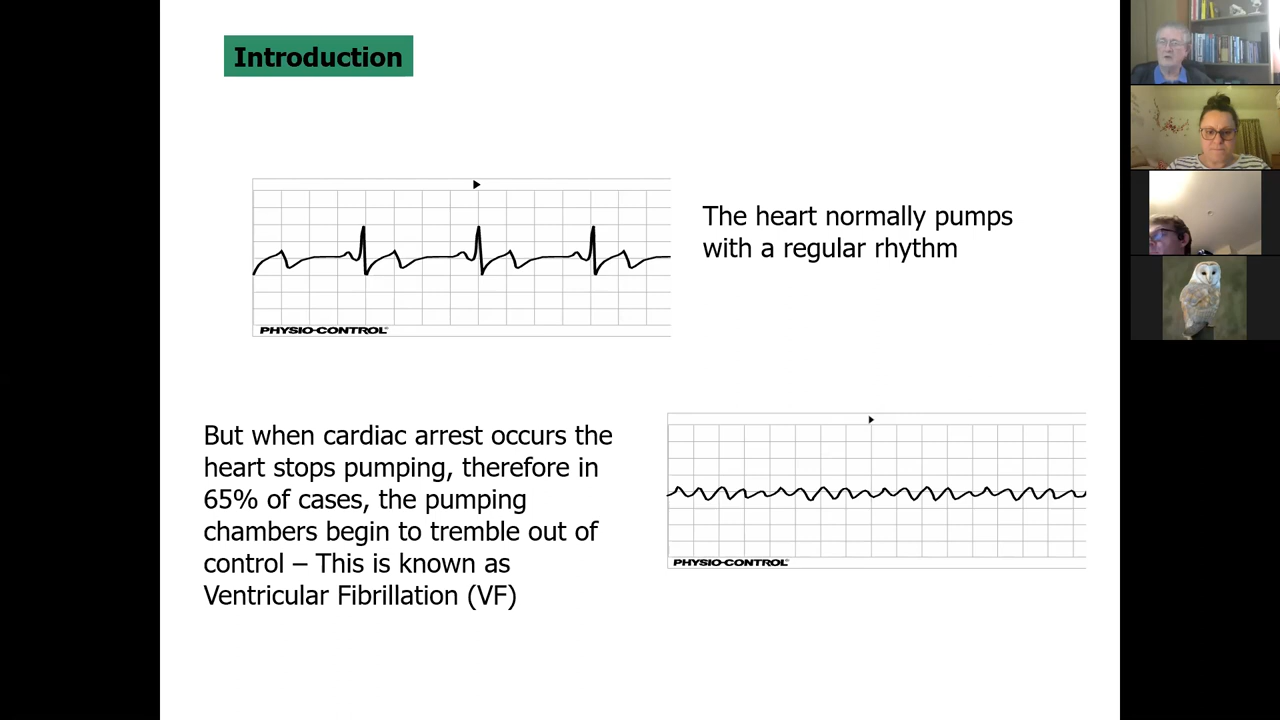 Introduction
The heart normally pumps
with a regular rhythm
PHYSIO-CONTROL®
But when cardiac arrest occurs the
heart stops pumping, therefore in
65% of cases, the pumping
chambers begin to tremble out of
control – This is known as
Ventricular Fibrillation (VF)
PHYSIO-CONTROL®